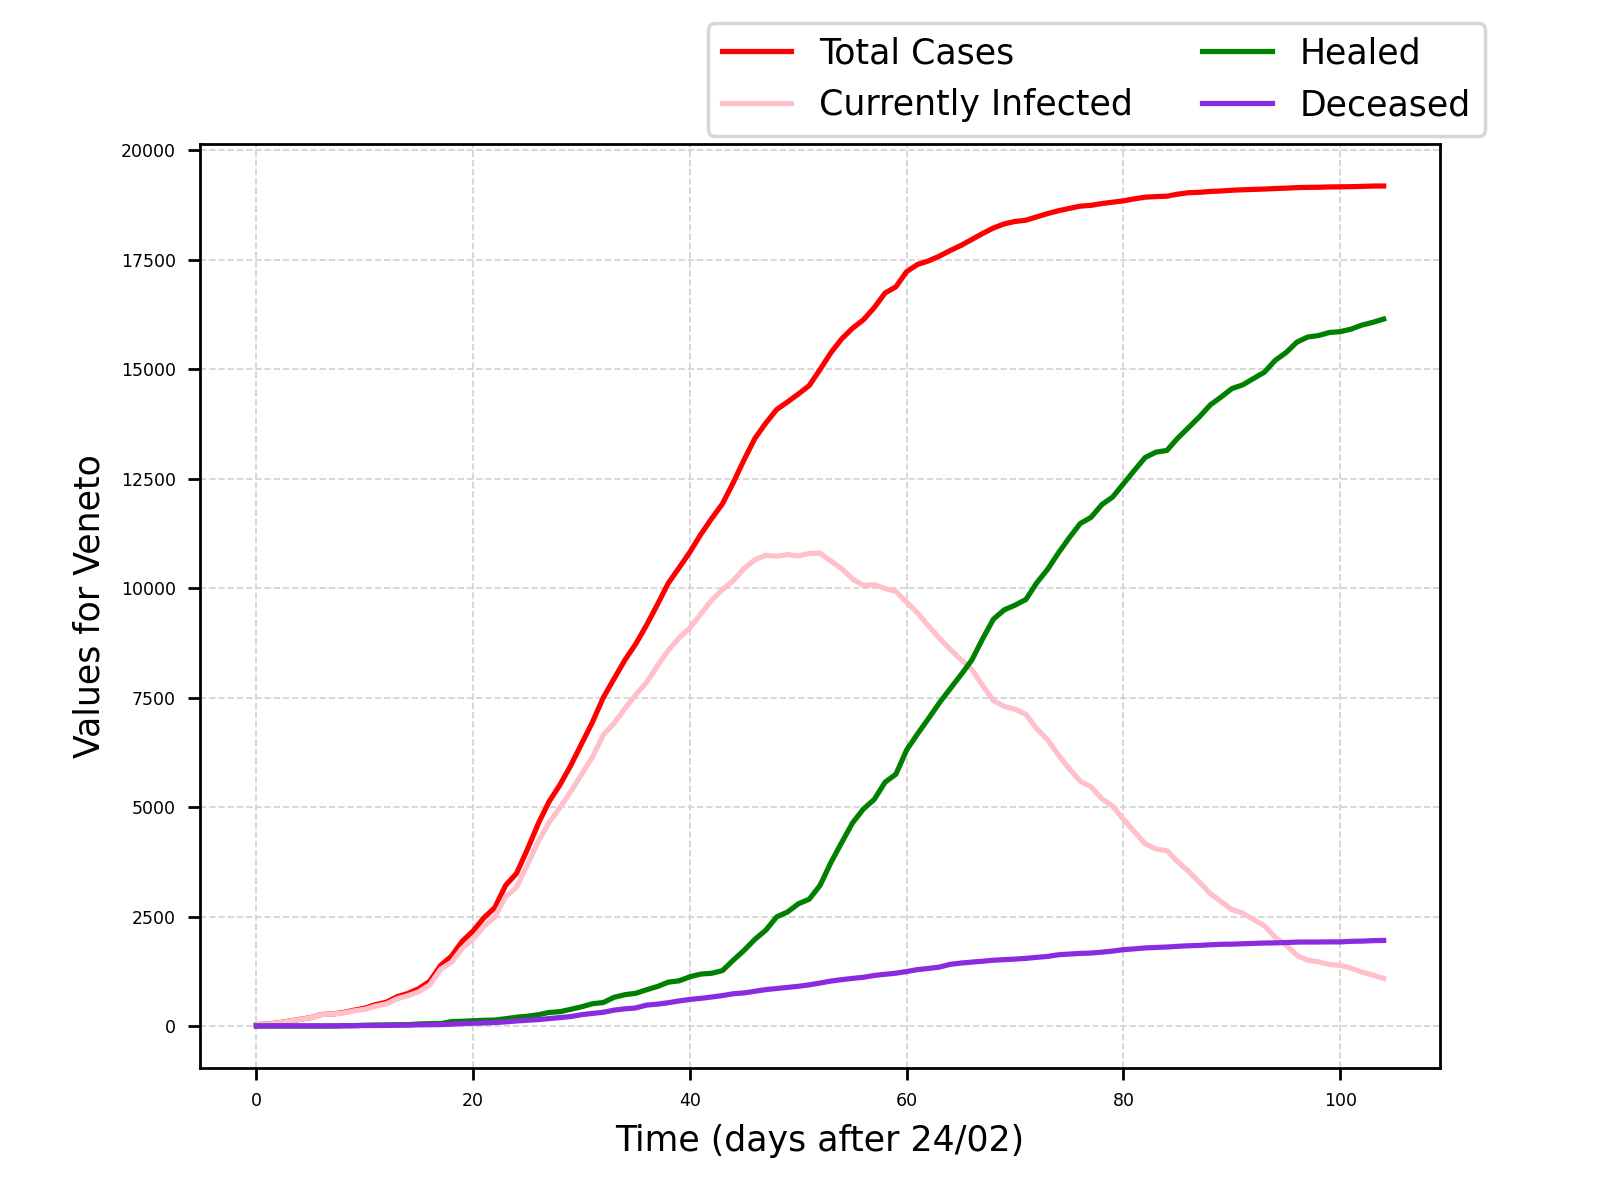 Total Cases
Healed
Currently Infected
Deceased
20000
17500
15000
12500
10000
7500
5000
2500
0
Values for Veneto
0 20 40 60 80 100
Time (days after 24/02)